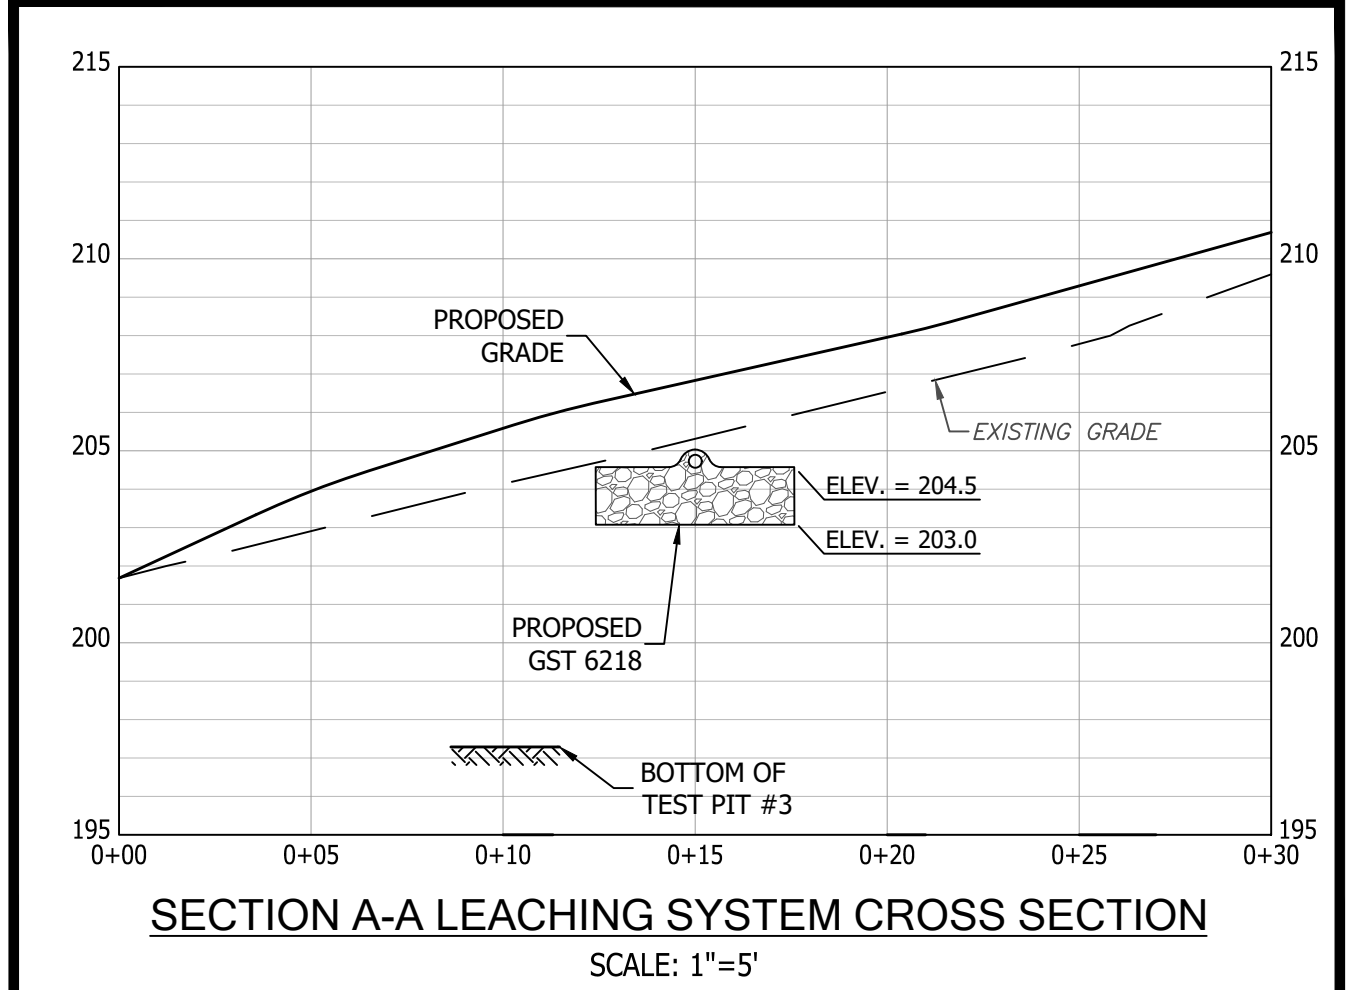 215
215
210
210
PROPOSED
GRADE
205
205
EXISTING GRADE
ELEV. = 204.5
ELEV. = 203.0
PROPOSED
GST 6218
200
200
BOTTOM OF
TEST PIT #3
195
195
0+00 0+05 0+10 0+15 0+20 0+25 0+30
SECTION A-A LEACHING SYSTEM CROSS SECTION
SCALE: 1"=5'